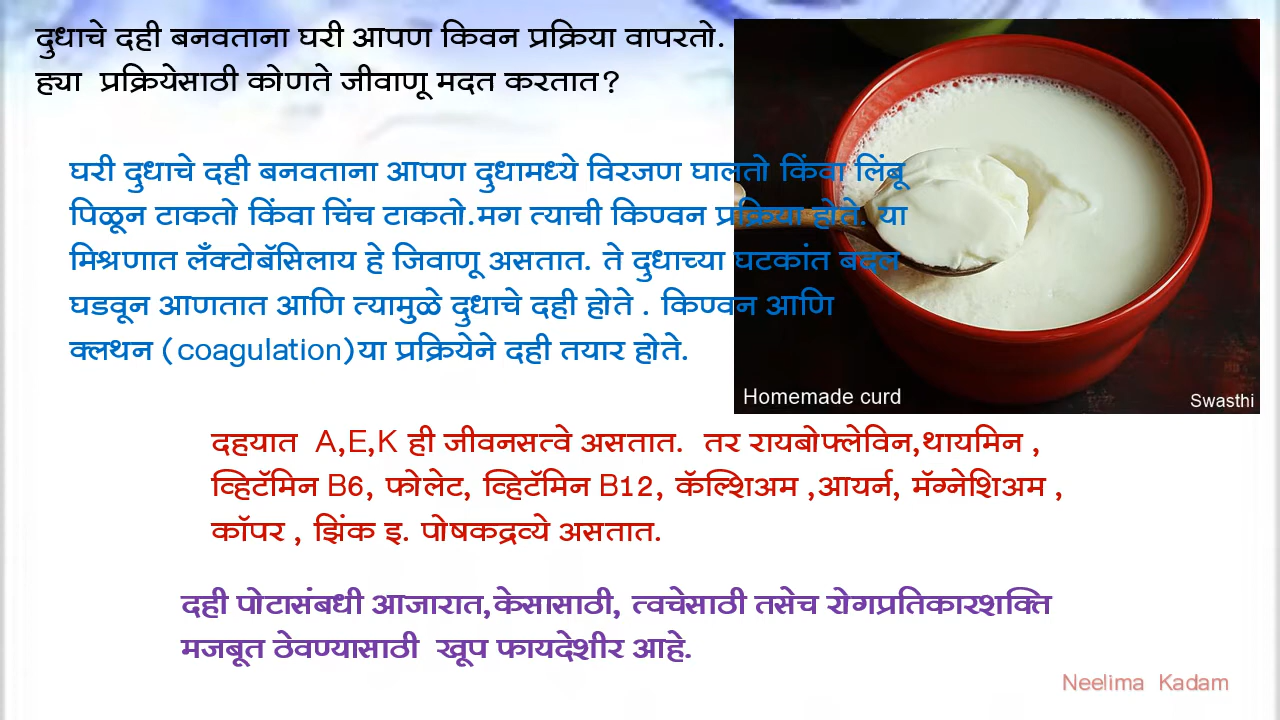 दुधाचे दही बनवताना घरी आपण किवन प्रक्रिया वापरतो.
ह्या प्रक्रियेसाठी कोणते जीवाणू मदत करतात?
घरी दुधाचे दही बनवताना आपण दुधामध्ये विरजण घालतो किंवा लिंबू
पिळून टाकतो किंवा चिंच टाकतो.मग त्याची किण्वन प्रक्रिया होते. या
मिश्रणात लॅंक्टोबॅसिलाय हे जिवाणू असतात. ते दुधाच्या घटकांत बदल
घडवून आणतात आणि त्यामुळे दुधाचे दही होते . किण्वन आणि
क्लथन (coagulation)या प्रक्रियेने दही तयार होते.
Homemade curd
Swasthi
दहयात A,E,K ही जीवनसत्वे असतात. तर रायबोफ्लेविन,थायमिन ,
व्हिटॅमिन B6, फोलेट, व्हिटॅमिन B12, कॅल्शिअम ,आयर्न, मॅग्नेशिअम ,
कॉपर , झिंक इ. पोषकद्रव्ये असतात.
दही पोटासंबधी आजारात,केसासाठी, त्वचेसाठी तसेच रोगप्रतिकारशक्ति
मजबूत ठेवण्यासाठी खूप फायदेशीर आहे.
Neelima Kadam